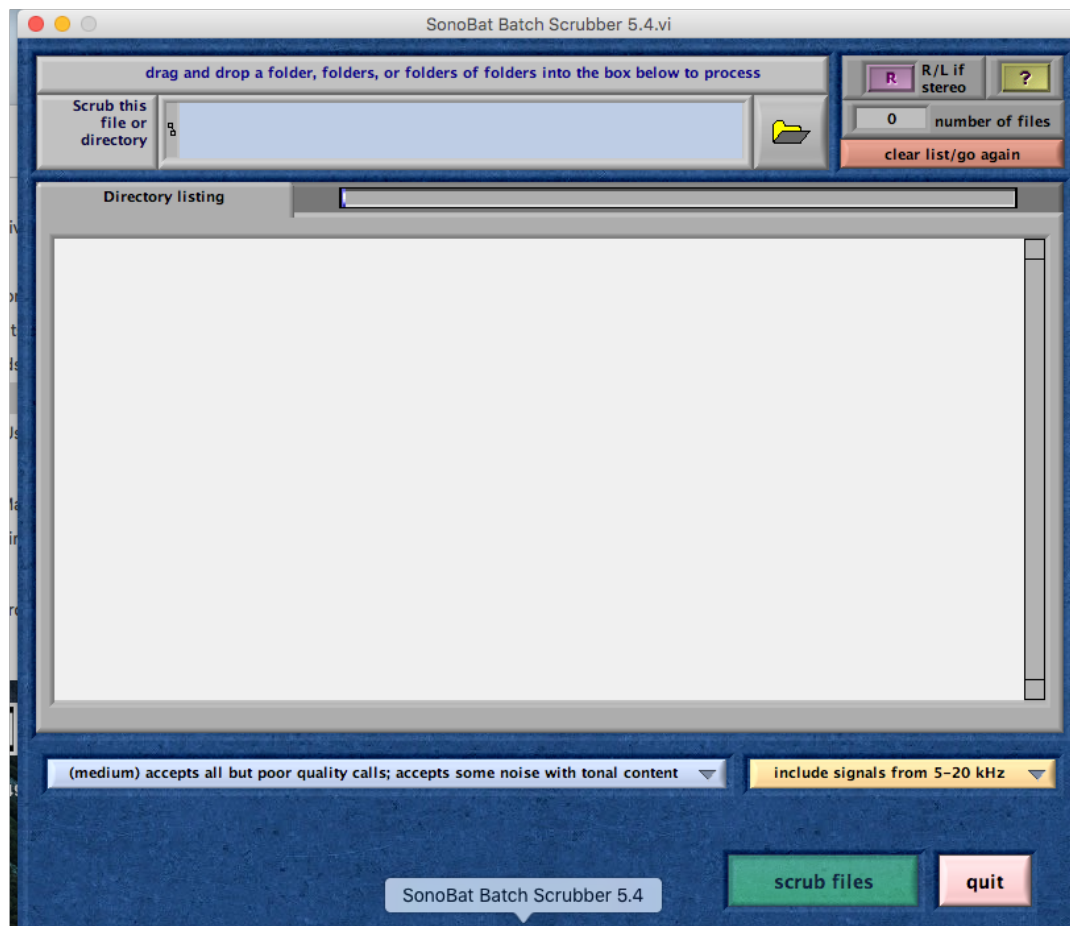 SonoBat Batch Scrubber 5.4.vi
drag and drop a folder, folders, or folders of folders into the box below to process
Scrub this
file or
directory
R
R/L if
stereo
?
0 number of files
clear list/go again
Directory listing
(medium) accepts all but poor quality calls; accepts some noise with tonal content
include signals from 5-20 kHz
scrub files
quit
SonoBat Batch Scrubber 5.4